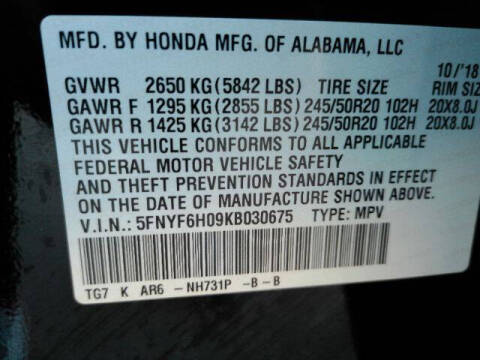 MFD. BY HONDA MFG. OF ALABAMA, LLC
10/'18
GVWR 2650 KG (5842 LBS) TIRE SIZE RIM SIZ
GAWR F 1295 KG (2855 LBS) 245/50R20 102H 20X8.0J
GAWR R 1425 KG (3142 LBS) 245/50R20 102H 20X8.0J
THIS VEHICLE CONFORMS TO ALL APPLICABLE
FEDERAL MOTOR VEHICLE SAFETY
AND THEFT PREVENTION STANDARDS IN EFFECT
ON THE DATE OF MANUFACTURE SHOWN ABOVE.
V.I.N.: 5FNYF6H09KB030675 TYPE: MPV
TG7 K AR6 -NH731P -B-B